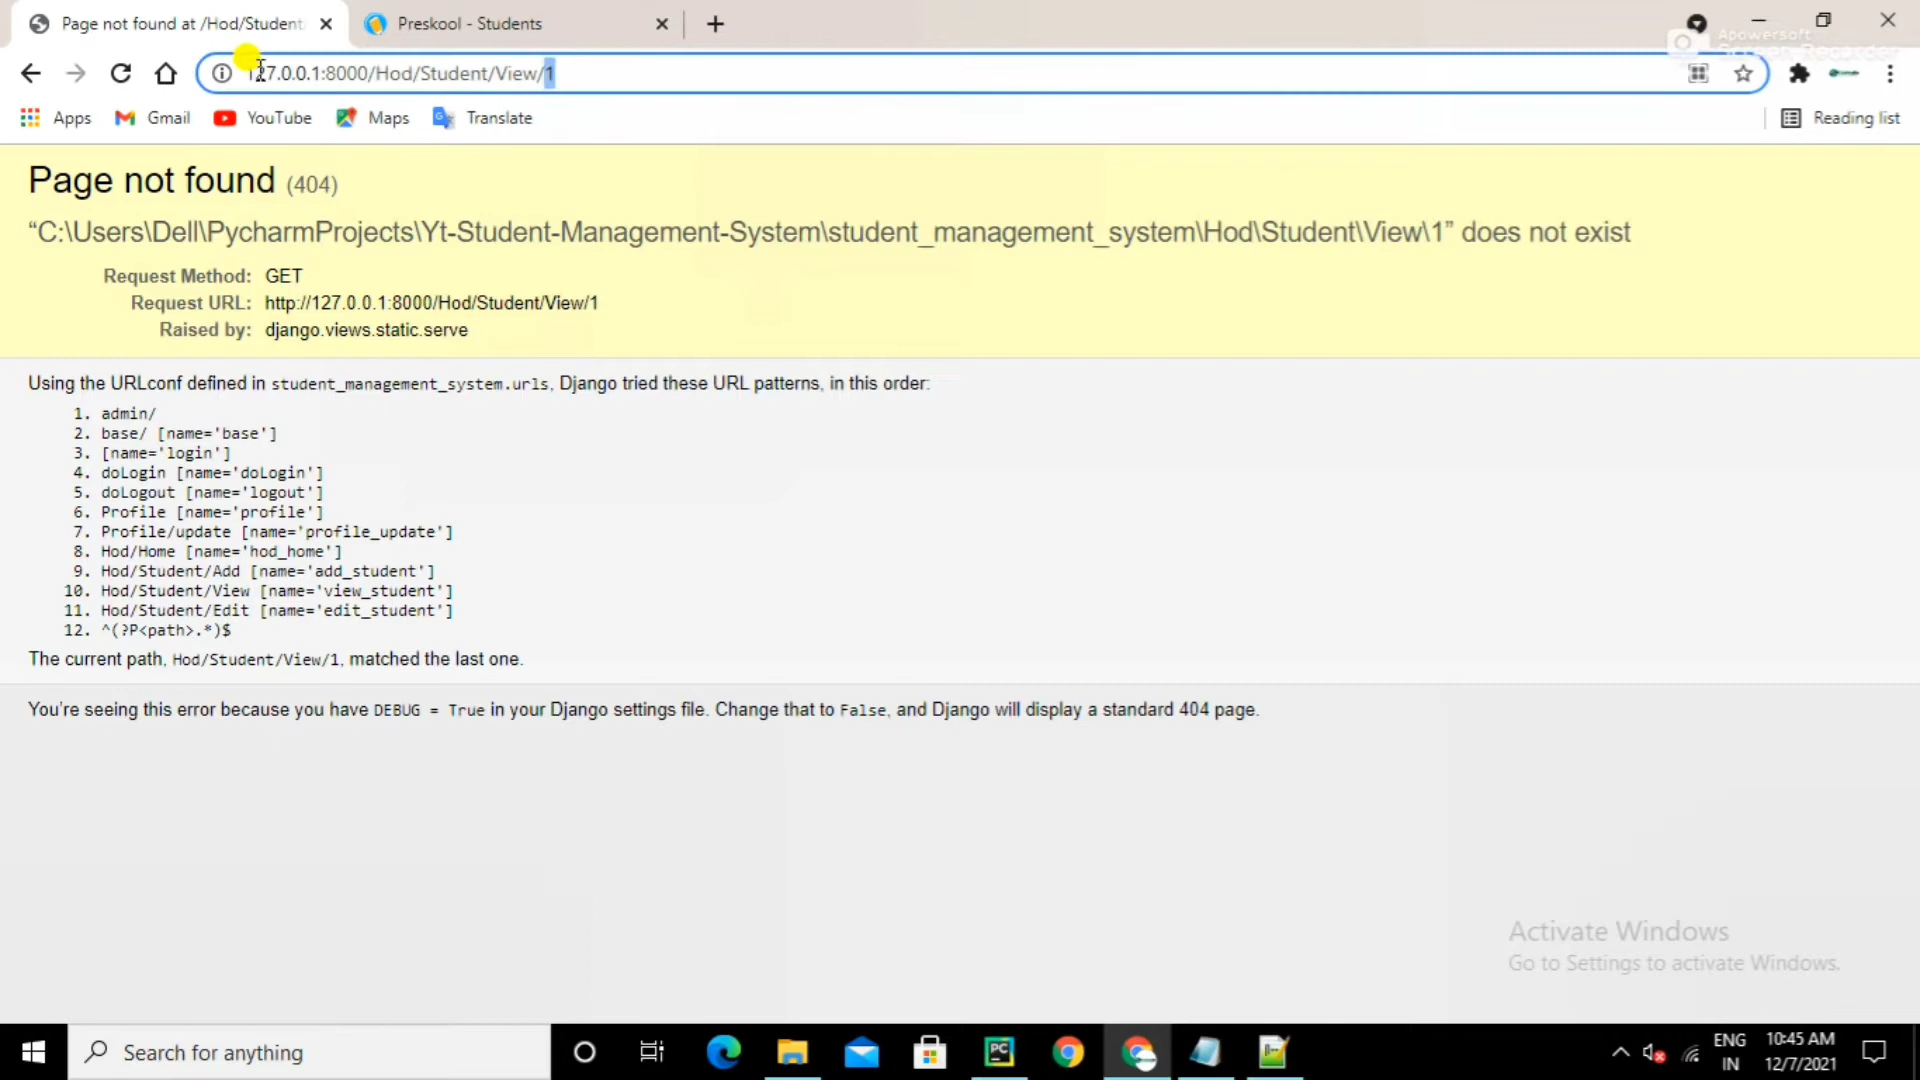 Page not found at /Hod/Student
Preskool - Students
Apowersoft
Screen Recorder
127.0.0.1:8000/Hod/Student/View/1
Apps
Gmail
YouTube
Maps
Translate
Reading list
Page not found (404)
“C:\Users\Dell\PycharmProjects\Yt-Student-Management-System\student_management_system\Hod\Student\View\1” does not exist
Request Method: GET
Request URL: http://127.0.0.1:8000/Hod/Student/View/1
Raised by: django.views.static.serve
Using the URLconf defined in student_management_system.urls, Django tried these URL patterns, in this order:
1. admin/
2. base/ [name='base']
3. [name='login']
4. doLogin [name='doLogin']
5. doLogout [name='logout']
6. Profile [name='profile']
7. Profile/update [name='profile_update']
8. Hod/Home [name='hod_home']
9. Hod/Student/Add [name='add_student']
10. Hod/Student/View [name='view_student']
11. Hod/Student/Edit [name='edit_student']
12. ^(?P<path>.*)$
The current path, Hod/Student/View/1, matched the last one.
You’re seeing this error because you have DEBUG = True in your Django settings file. Change that to False, and Django will display a standard 404 page.
Activate Windows
Go to Settings to activate Windows.
Search for anything
PC
ENG
IN
10:45 AM
12/7/2021